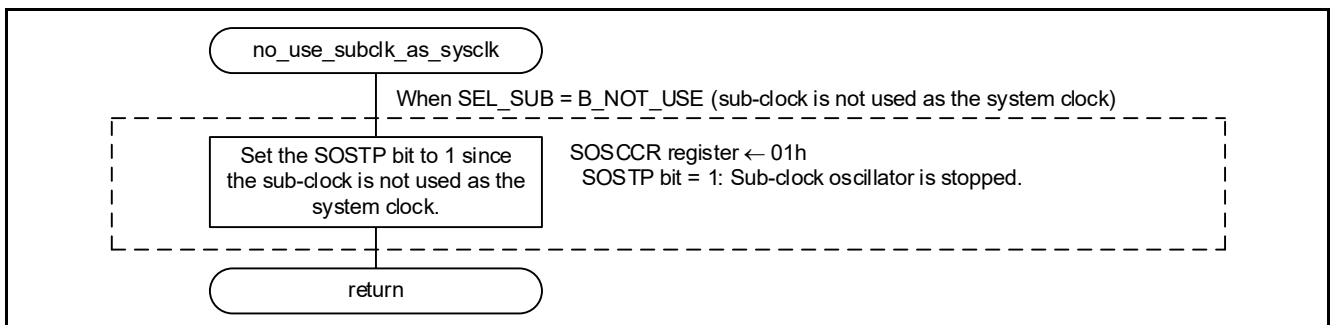 no_use_subclk_as_sysclk
When SEL_SUB = B_NOT_USE (sub-clock is not used as the system clock)
Set the SOSTP bit to 1 since
the sub-clock is not used as the
system clock.
SOSCCR register ← 01h
SOSTP bit = 1: Sub-clock oscillator is stopped.
return